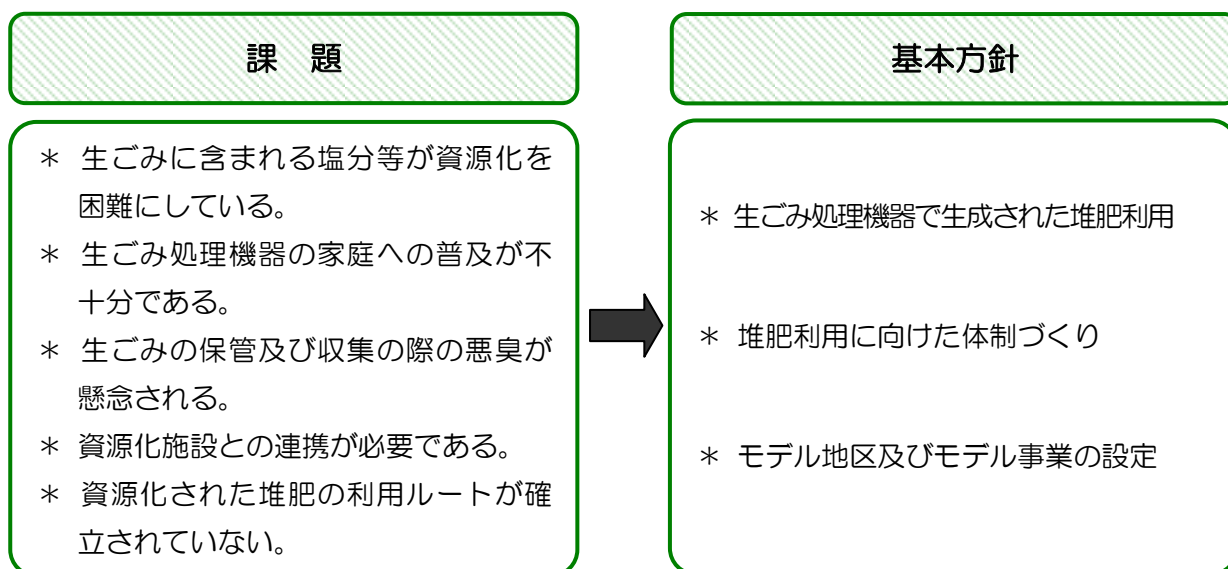 課　題
＊ 生ごみに含まれる塩分等が資源化を
困難にしている。
＊ 生ごみ処理機器の家庭への普及が不
十分である。
＊ 生ごみの保管及び収集の際の悪臭が
懸念される。
＊ 資源化施設との連携が必要である。
＊ 資源化された堆肥の利用ルートが確
立されていない。
基本方針
＊ 生ごみ処理機器で生成された堆肥利用
＊ 堆肥利用に向けた体制づくり
＊ モデル地区及びモデル事業の設定